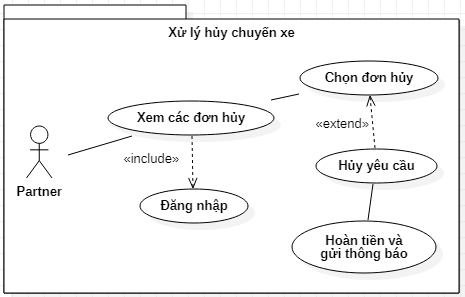 Xử lý hủy chuyến xe
Chọn đơn hủy
Xem các đơn hủy
«extend»
«include»
Hủy yêu cầu
Partner
Đăng nhập
Hoàn tiền và
gửi thông báo